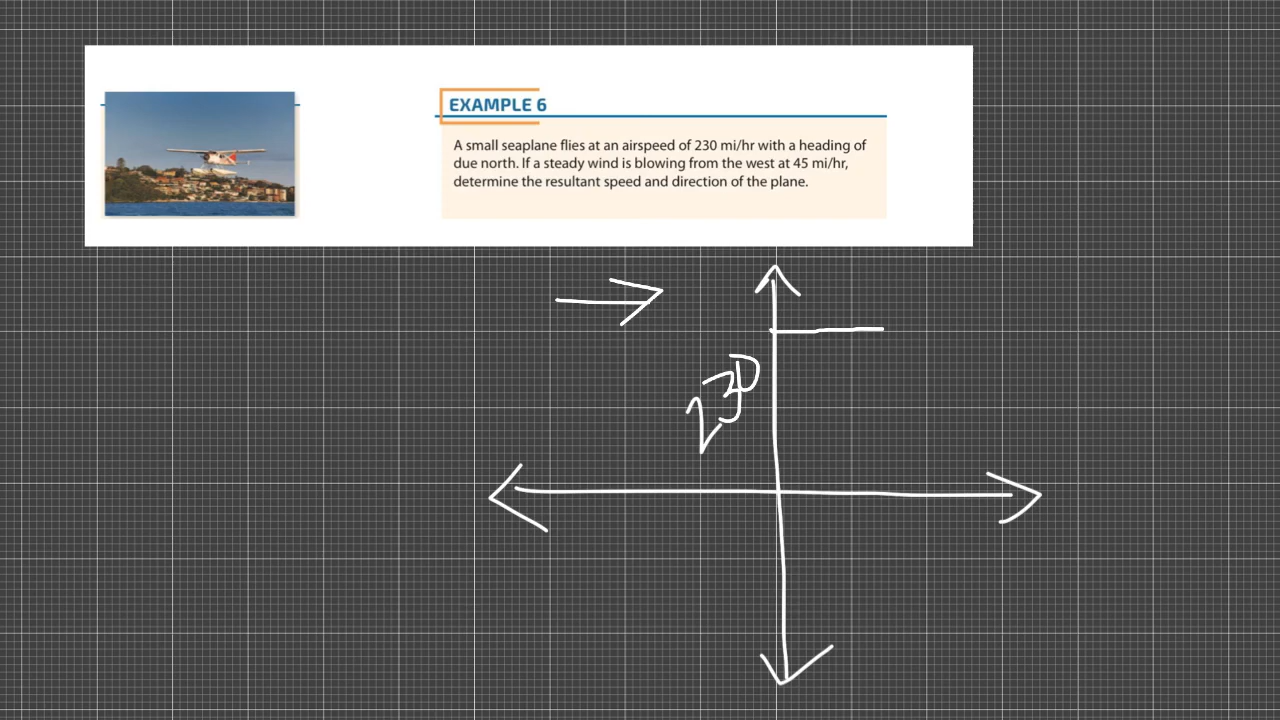 EXAMPLE 6
A small seaplane flies at an airspeed of 230 mi/hr with a heading of
due north. If a steady wind is blowing from the west at 45 mi/hr,
determine the resultant speed and direction of the plane.
230